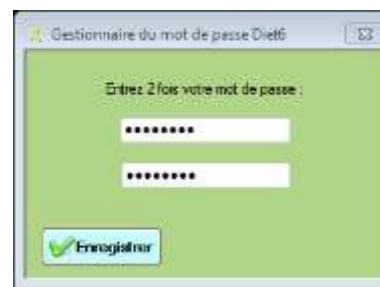 Gestionnaire du mot de passe Diet6
Entrez 2 fois votre mot de passe :
••••••••
••••••••
Enregistrer